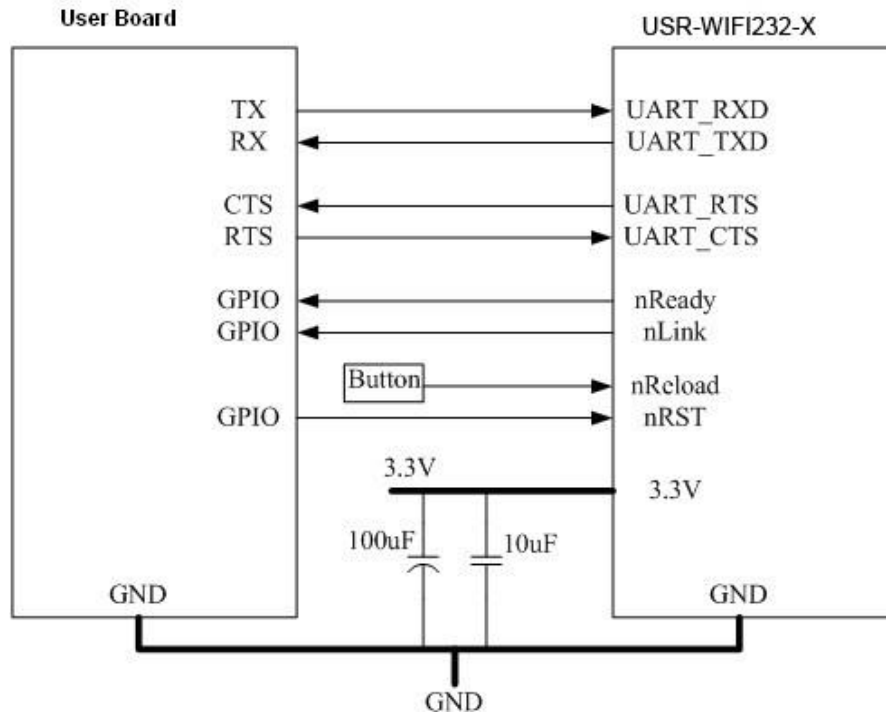 User Board
USR-WIFI232-X
TX
UART_RXD
RX
UART_TXD
CTS
UART_RTS
RTS
UART_CTS
GPIO
nReady
GPIO
nLink
Button
nReload
GPIO
nRST
3.3V
3.3V
100uF
10uF
GND
GND
GND